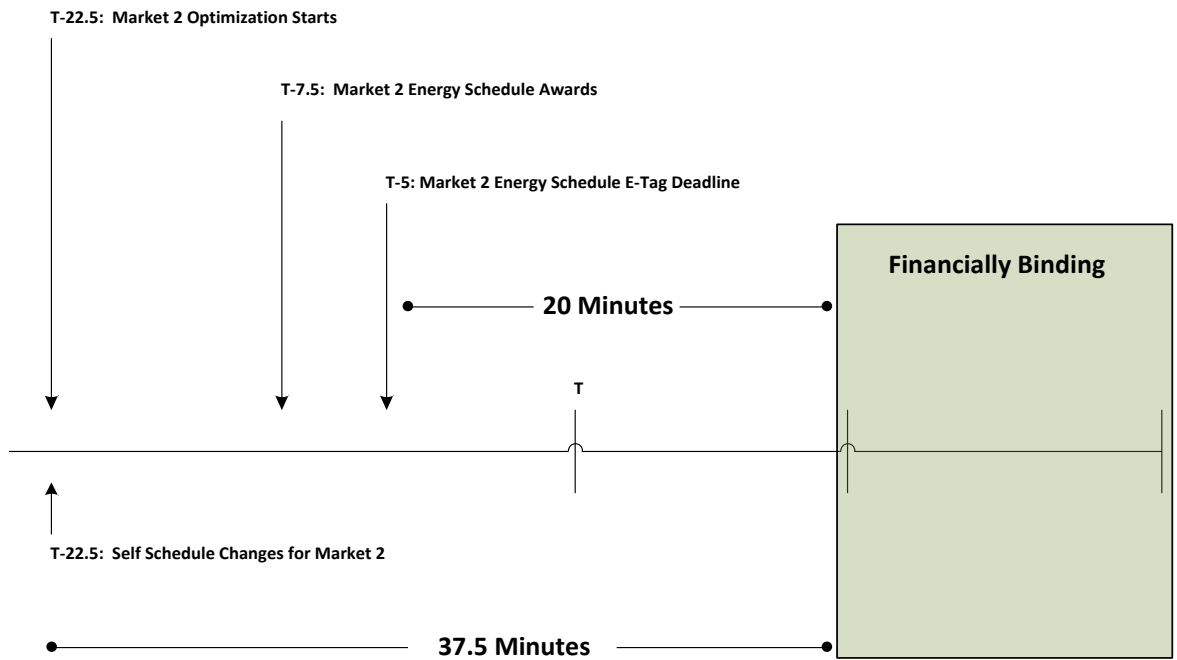 T-22.5: Market 2 Optimization Starts
T-7.5: Market 2 Energy Schedule Awards
T-5: Market 2 Energy Schedule E-Tag Deadline
Financially Binding
20 Minutes
T
T-22.5: Self Schedule Changes for Market 2
37.5 Minutes